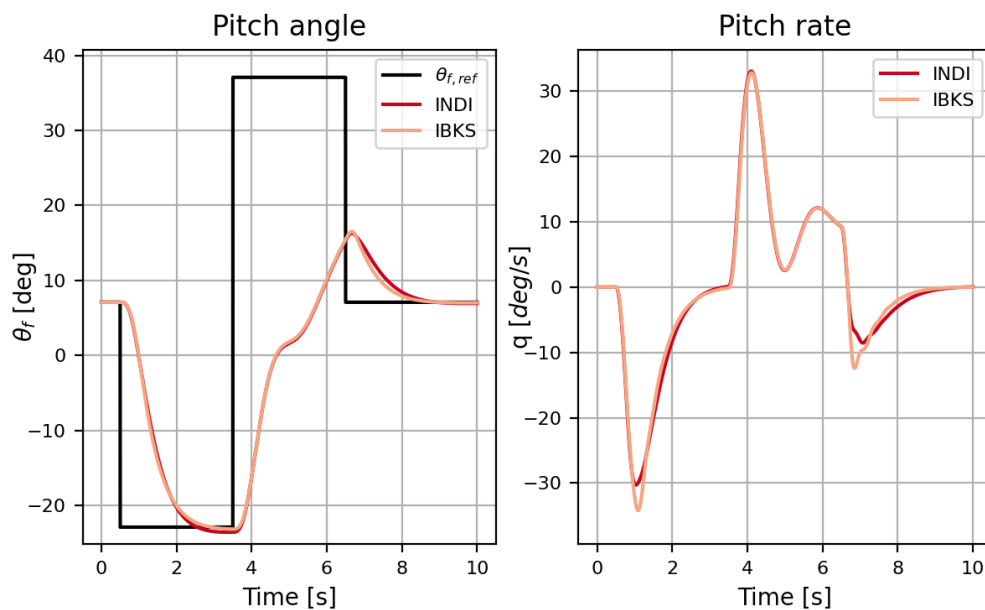 Pitch angle
θ_f [deg]
40
30
20
10
0
−10
−20
θ_{f,ref}
INDI
IBKS
0 2 4 6 8 10
Time [s]
Pitch rate
q [deg/s]
30
20
10
0
−10
−20
−30
INDI
IBKS
0 2 4 6 8 10
Time [s]